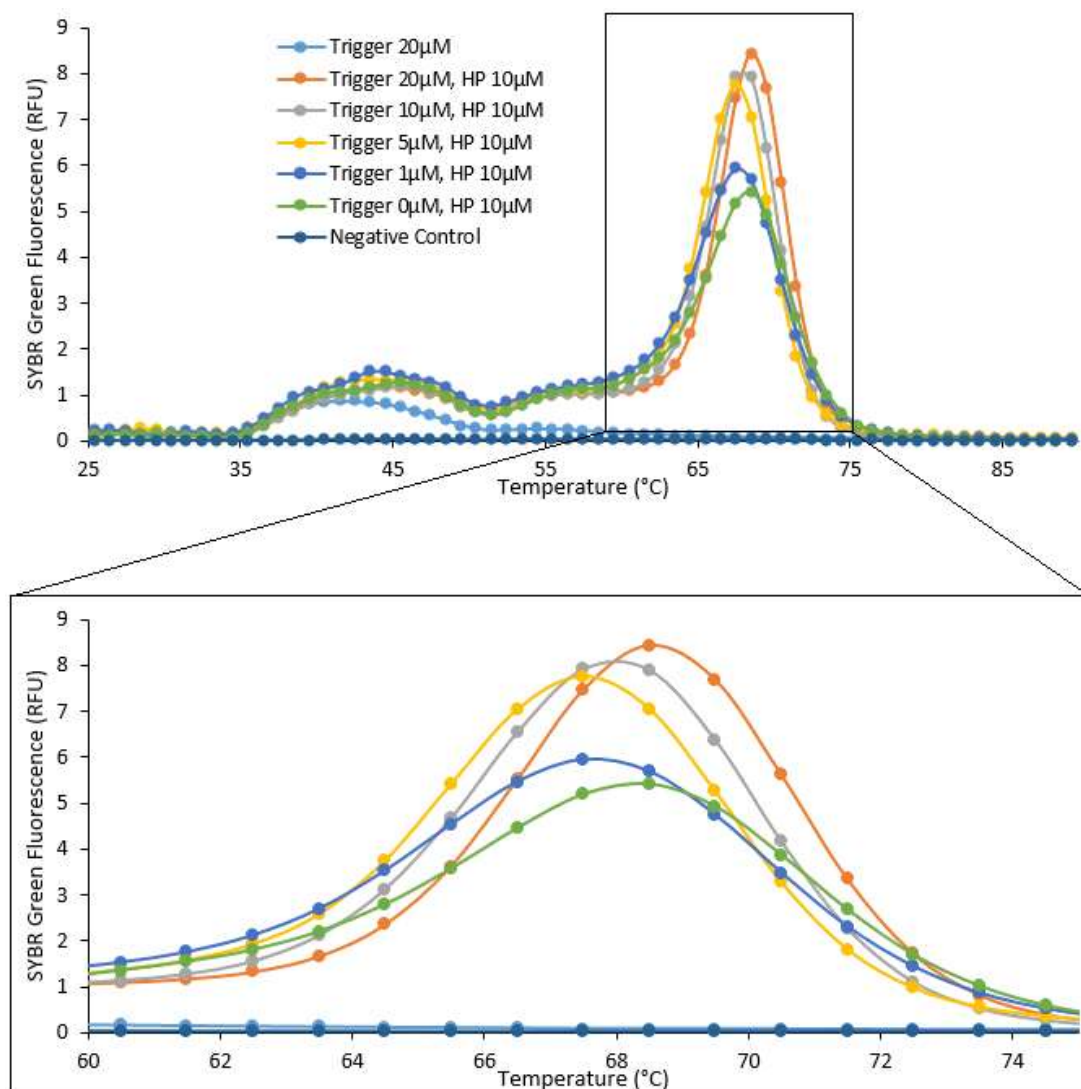 9
8
7
6
5
4
3
2
1
0
SYBR Green Fluorescence (RFU)
Trigger 20µM
Trigger 20µM, HP 10µM
Trigger 10µM, HP 10µM
Trigger 5µM, HP 10µM
Trigger 1µM, HP 10µM
Trigger 0µM, HP 10µM
Negative Control
25 35 45 55 65 75 85
Temperature (°C)
9
8
7
6
5
4
3
2
1
0
SYBR Green Fluorescence (RFU)
60 62 64 66 68 70 72 74
Temperature (°C)